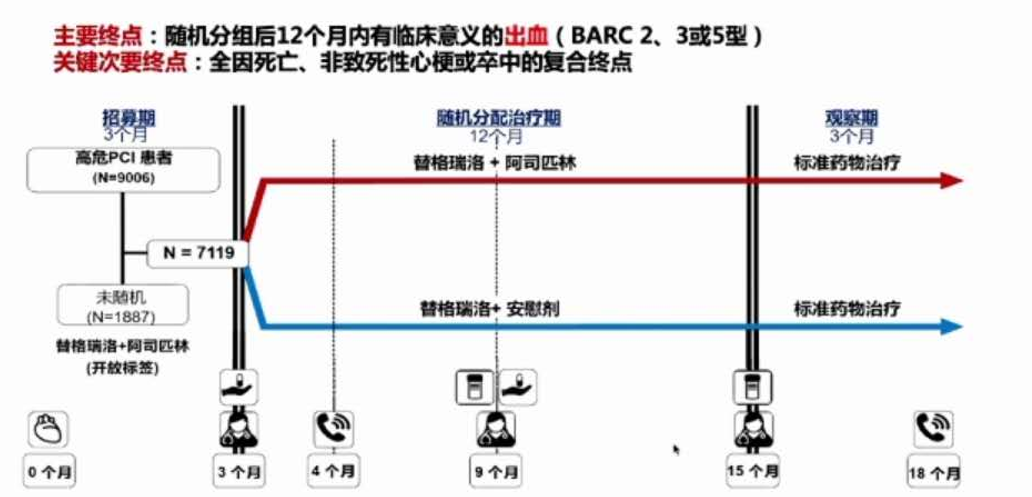 主要终点：随机分组后12个月内有临床意义的出血（BARC 2、3或5型）
关键次要终点：全因死亡、非致死性心梗或卒中的复合终点
招募期
3个月
随机分配治疗期
12个月
观察期
3个月
高危PCI 患者
(N=9006)
替格瑞洛 + 阿司匹林
标准药物治疗
N = 7119
未随机
(N=1887)
替格瑞洛+ 安慰剂
标准药物治疗
替格瑞洛+阿司匹林
(开放标签)
0 个月
3 个月
4 个月
9 个月
15 个月
18 个月